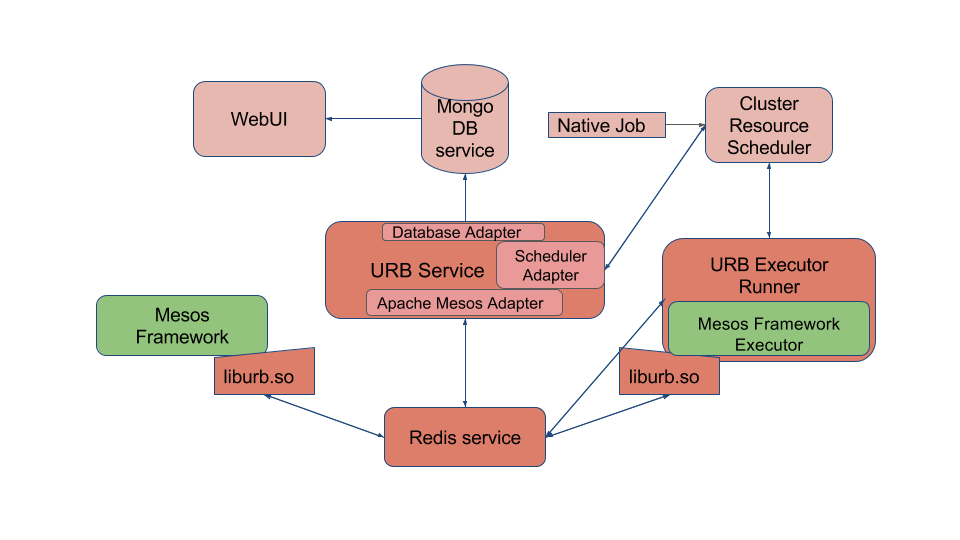 WebUI
Mongo
DB
service
Native Job
Cluster
Resource
Scheduler
Database Adapter
URB Service
Scheduler
Adapter
Apache Mesos Adapter
URB Executor
Runner
Mesos Framework
Executor
Mesos
Framework
liburb.so
liburb.so
Redis service